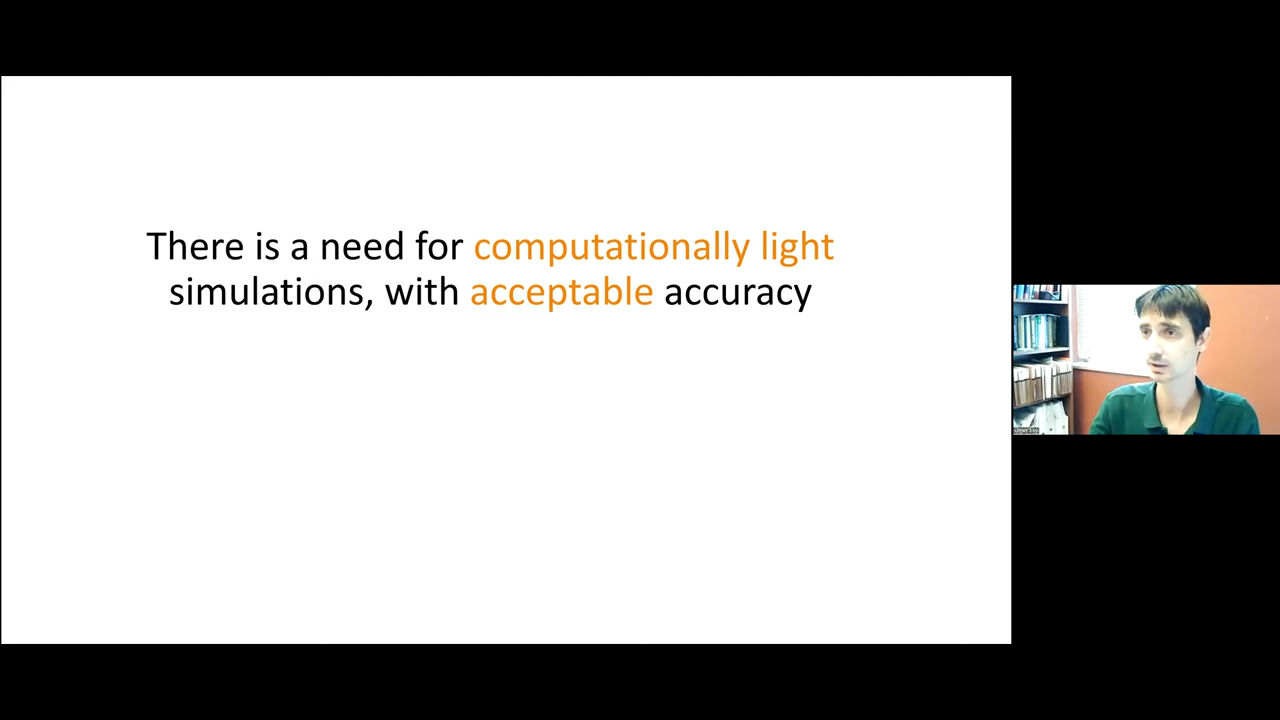 There is a need for computationally light
simulations, with acceptable accuracy